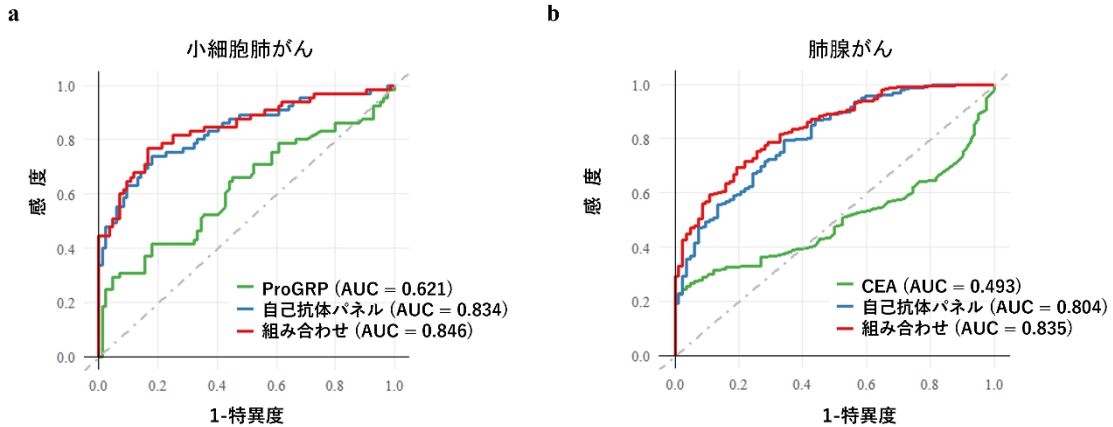 a
小細胞肺がん
1.0
0.8
0.6
0.4
0.2
0.0
感 度
ProGRP (AUC = 0.621)
自己抗体パネル (AUC = 0.834)
組み合わせ (AUC = 0.846)
0.0 0.2 0.4 0.6 0.8 1.0
1-特異度
b
肺腺がん
1.0
0.8
0.6
0.4
0.2
0.0
感 度
CEA (AUC = 0.493)
自己抗体パネル (AUC = 0.804)
組み合わせ (AUC = 0.835)
0.0 0.2 0.4 0.6 0.8 1.0
1-特異度